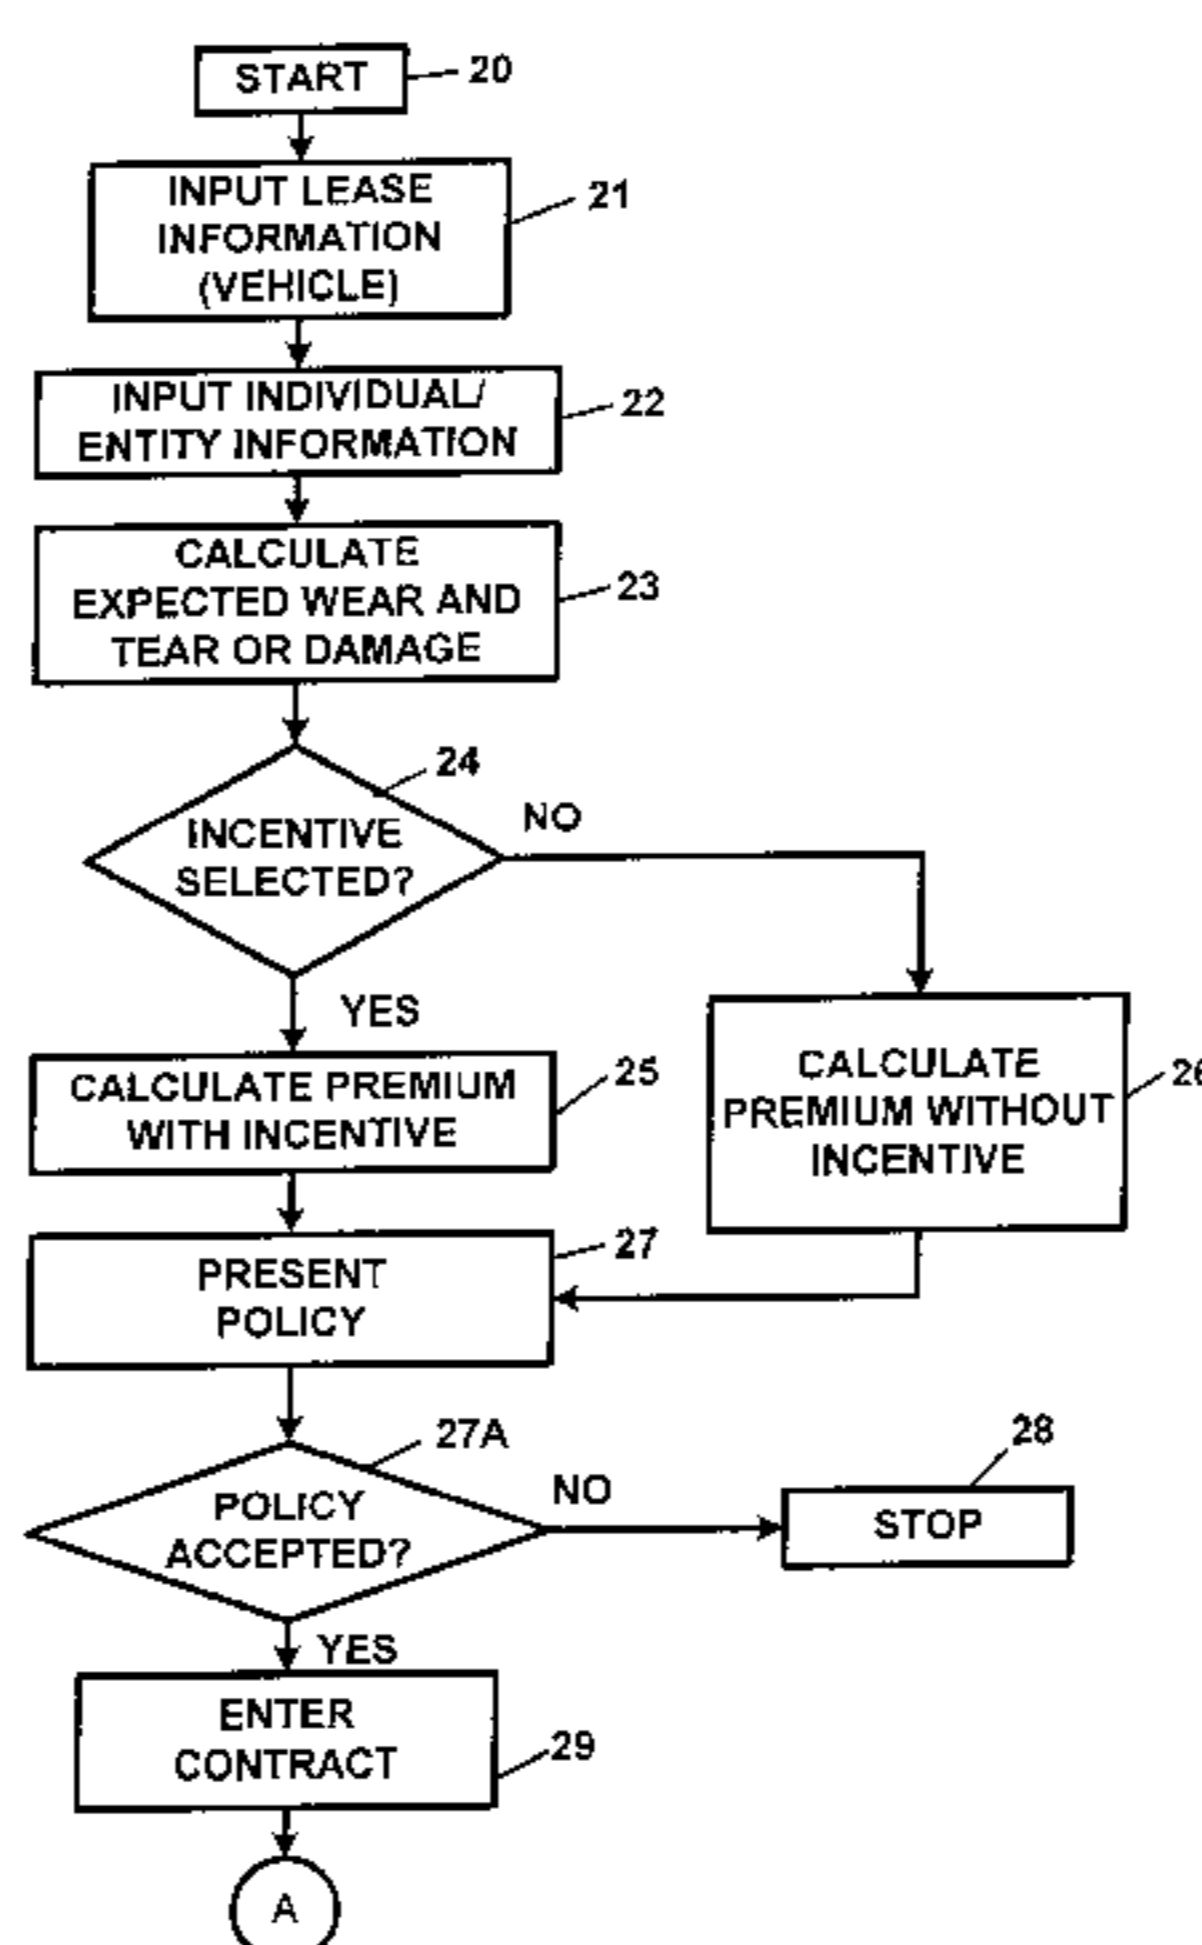 START
20
INPUT LEASE
INFORMATION
(VEHICLE)
21
INPUT INDIVIDUAL/
ENTITY INFORMATION
22
CALCULATE
EXPECTED WEAR AND
TEAR OR DAMAGE
23
24
INCENTIVE
SELECTED?
NO
YES
CALCULATE PREMIUM
WITH INCENTIVE
25
CALCULATE
PREMIUM WITHOUT
INCENTIVE
26
PRESENT
POLICY
27
27A
POLICY
ACCEPTED?
NO
28
STOP
YES
ENTER
CONTRACT
29
A